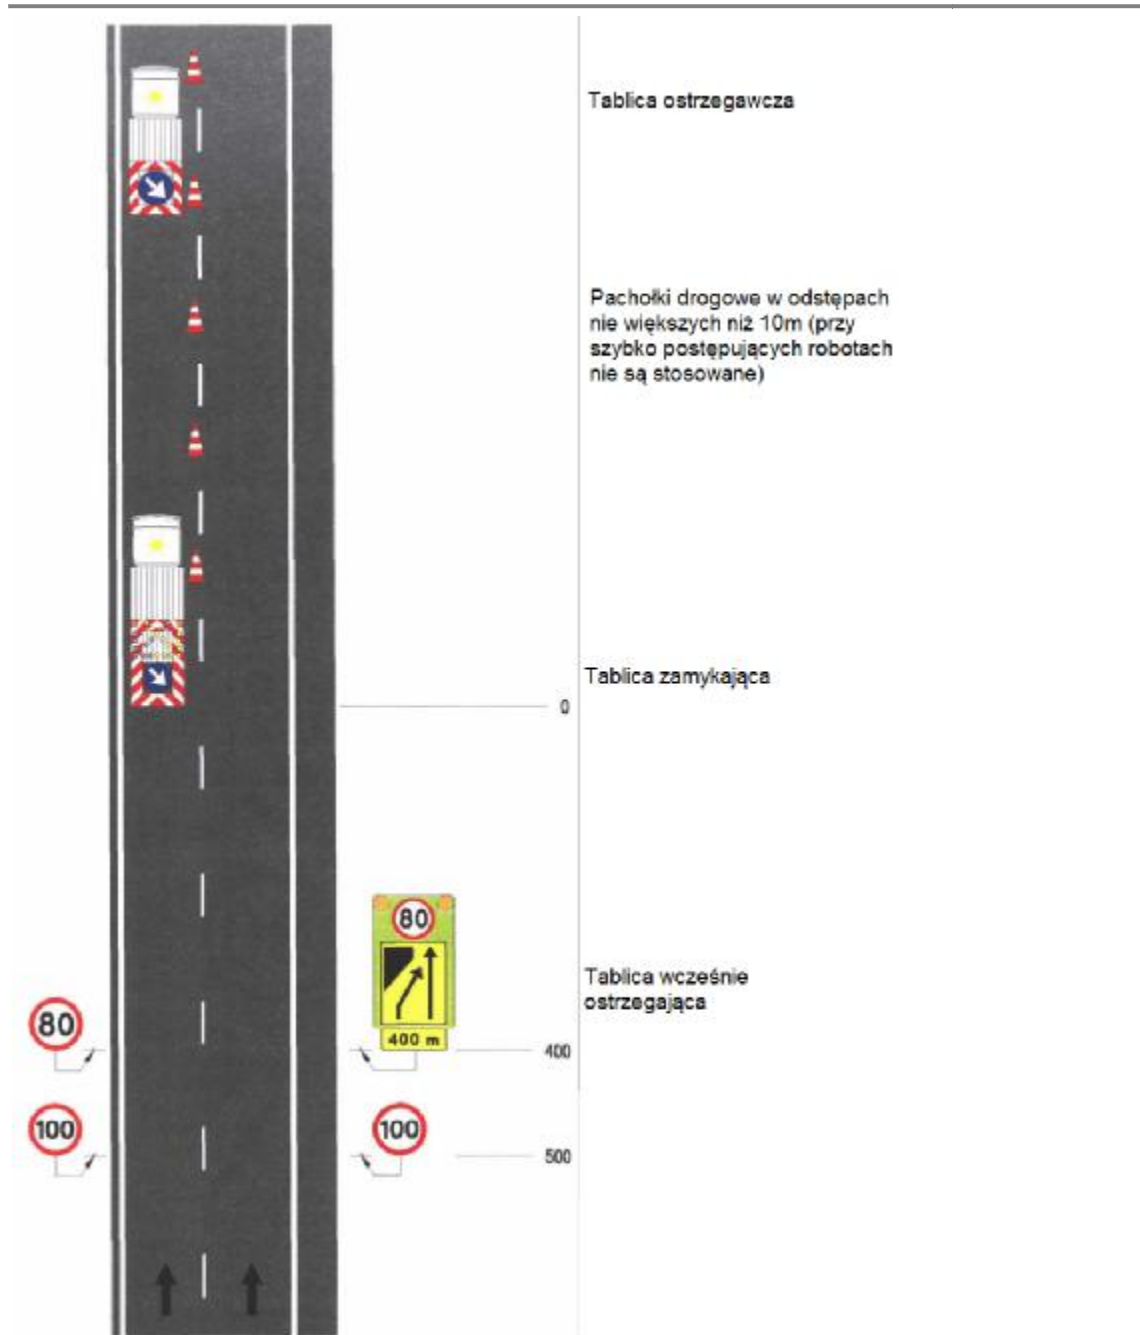 Tablica ostrzegawcza
Pachołki drogowe w odstępach
nie większych niż 10m (przy
szybko postępujących robotach
nie są stosowane)
Tablica zamykająca
0
80
Tablica wcześnie
ostrzegająca
80
400 m
400
100
100
500